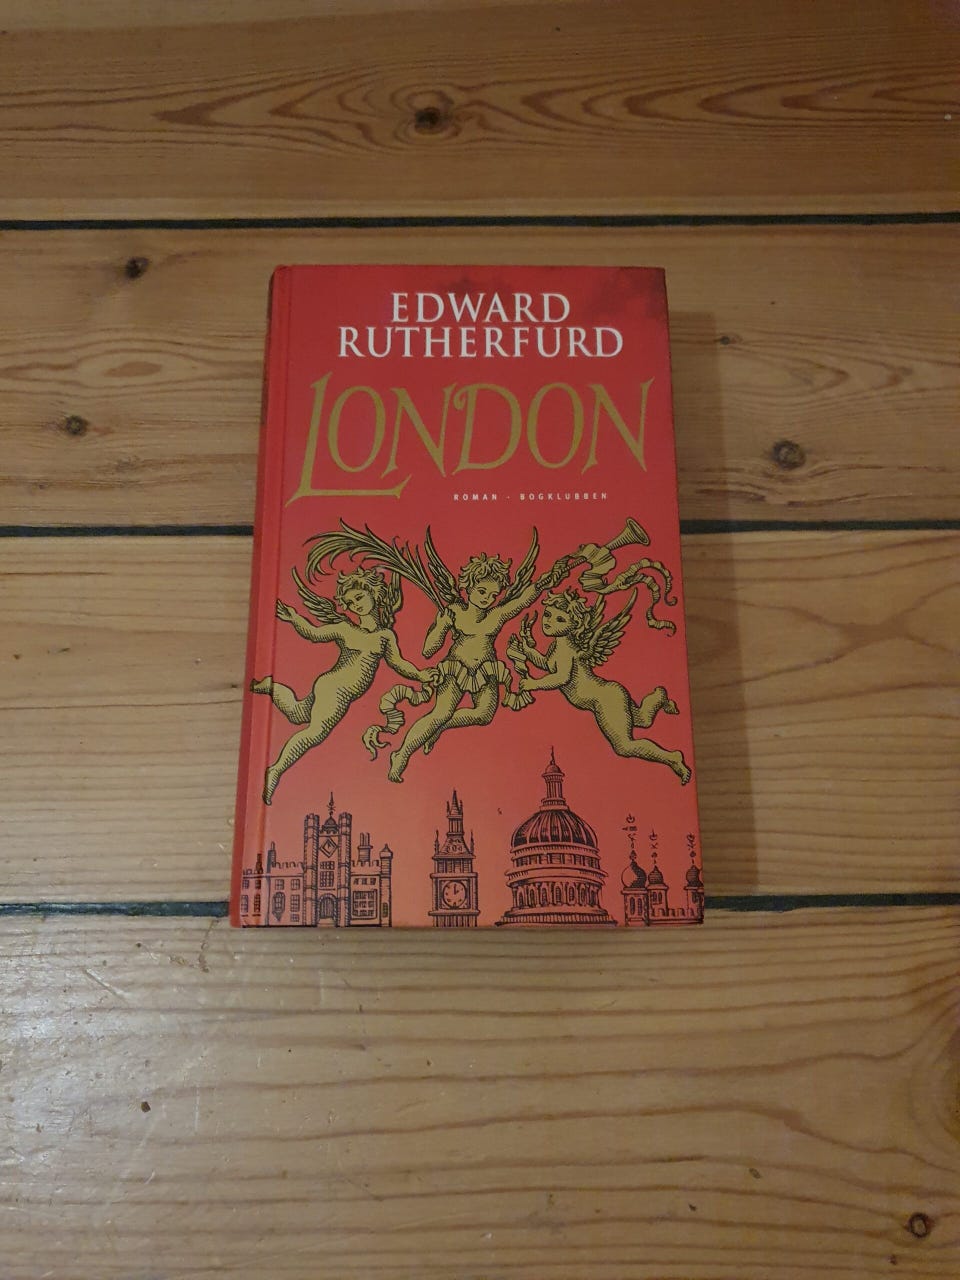 EDWARD
RUTHERFURD
LONDON
ROMAN · BOGKLUBBEN